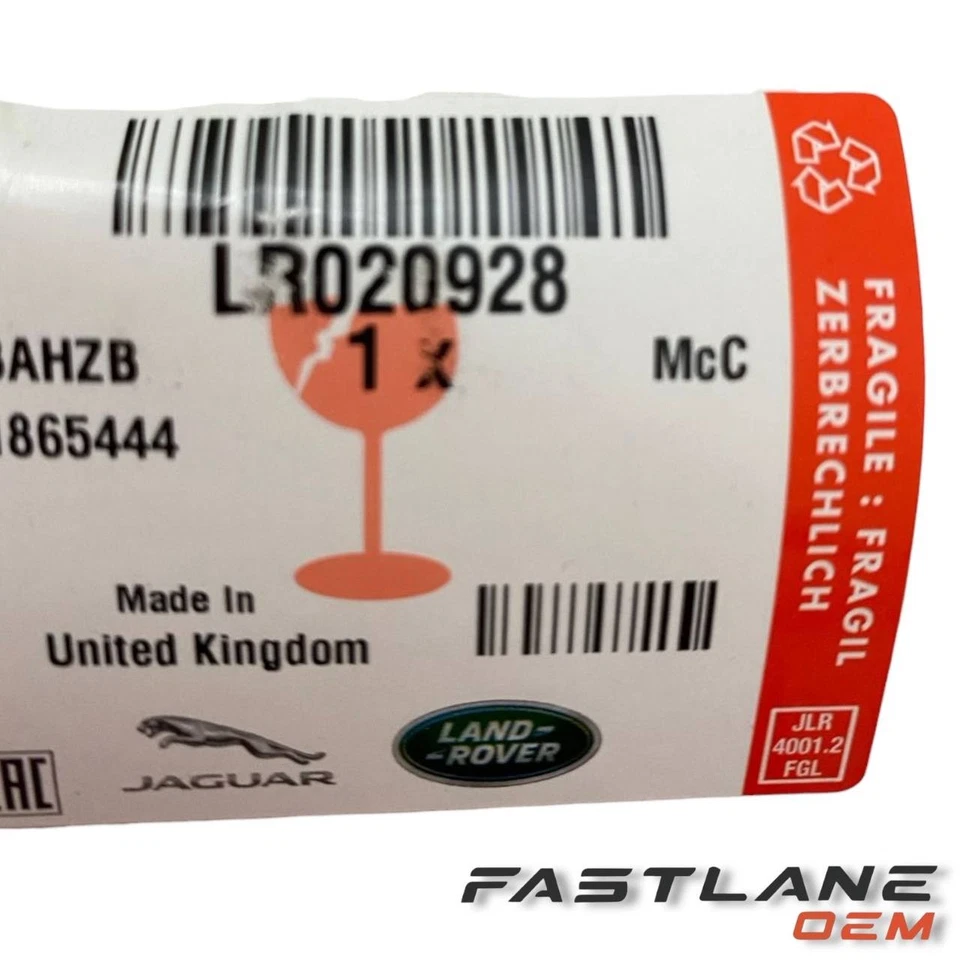 LR020928
1 x
AHZB
McC
865444
Made In
United Kingdom
JAGUAR
LAND-
-ROVER
FRAGILE : FRAGIL
ZERBRECHLICH
JLR
4001.2
FGL
FASTLANE
OEM